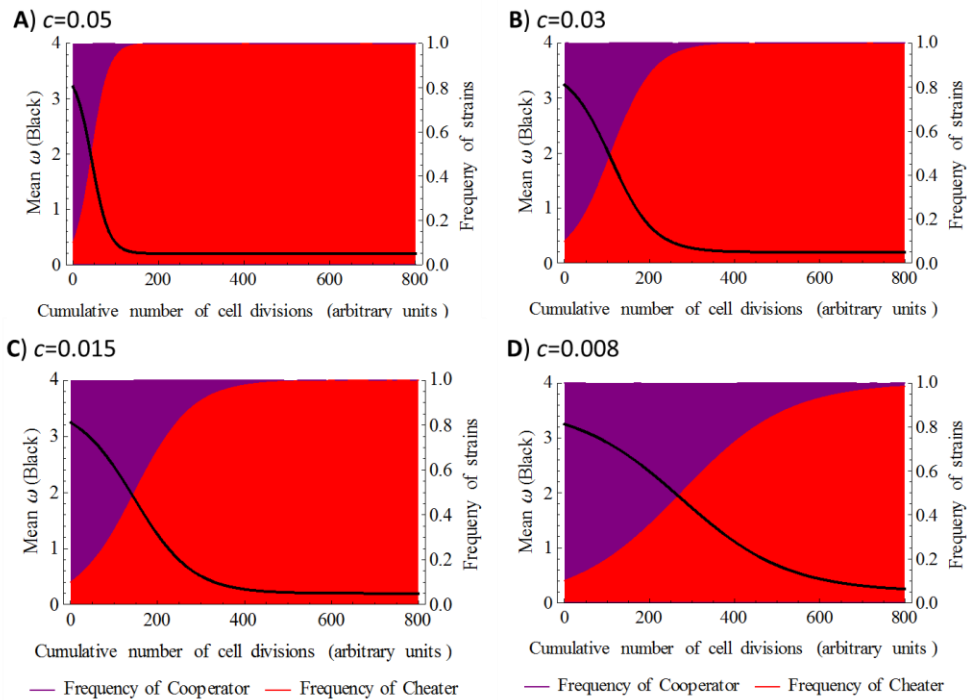 A) c=0.05
4
3
2
1
0
Mean ω (Black)
1.0
0.8
0.6
0.4
0.2
0.0
Frequeny of strains
0 200 400 600 800
Cumulative number of cell divisions (arbitrary units )
B) c=0.03
4
3
2
1
0
Mean ω (Black)
1.0
0.8
0.6
0.4
0.2
0.0
Frequeny of strains
0 200 400 600 800
Cumulative number of cell divisions (arbitrary units )
C) c=0.015
4
3
2
1
0
Mean ω (Black)
1.0
0.8
0.6
0.4
0.2
0.0
Frequeny of strains
0 200 400 600 800
Cumulative number of cell divisions (arbitrary units )
Frequency of Cooperator Frequency of Cheater
D) c=0.008
4
3
2
1
0
Mean ω (Black)
1.0
0.8
0.6
0.4
0.2
0.0
Frequeny of strains
0 200 400 600 800
Cumulative number of cell divisions (arbitrary units )
Frequency of Cooperator Frequency of Cheater